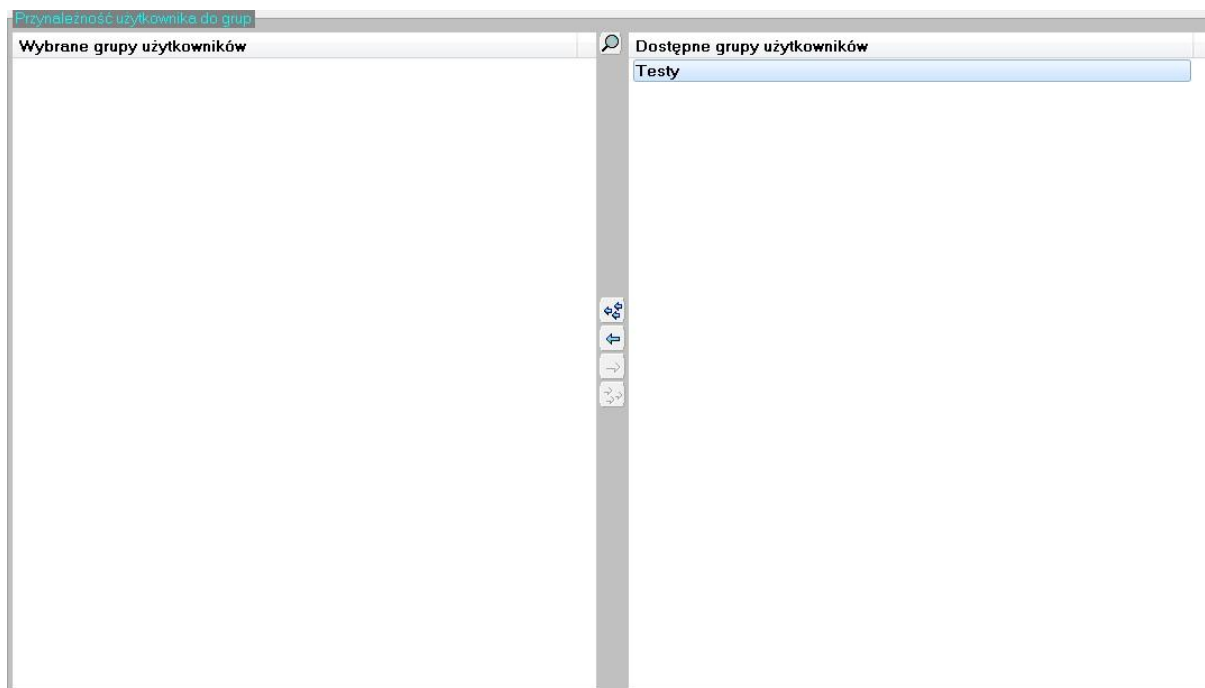 Przynależność użytkownika do grup
Wybrane grupy użytkowników
Dostępne grupy użytkowników
Testy